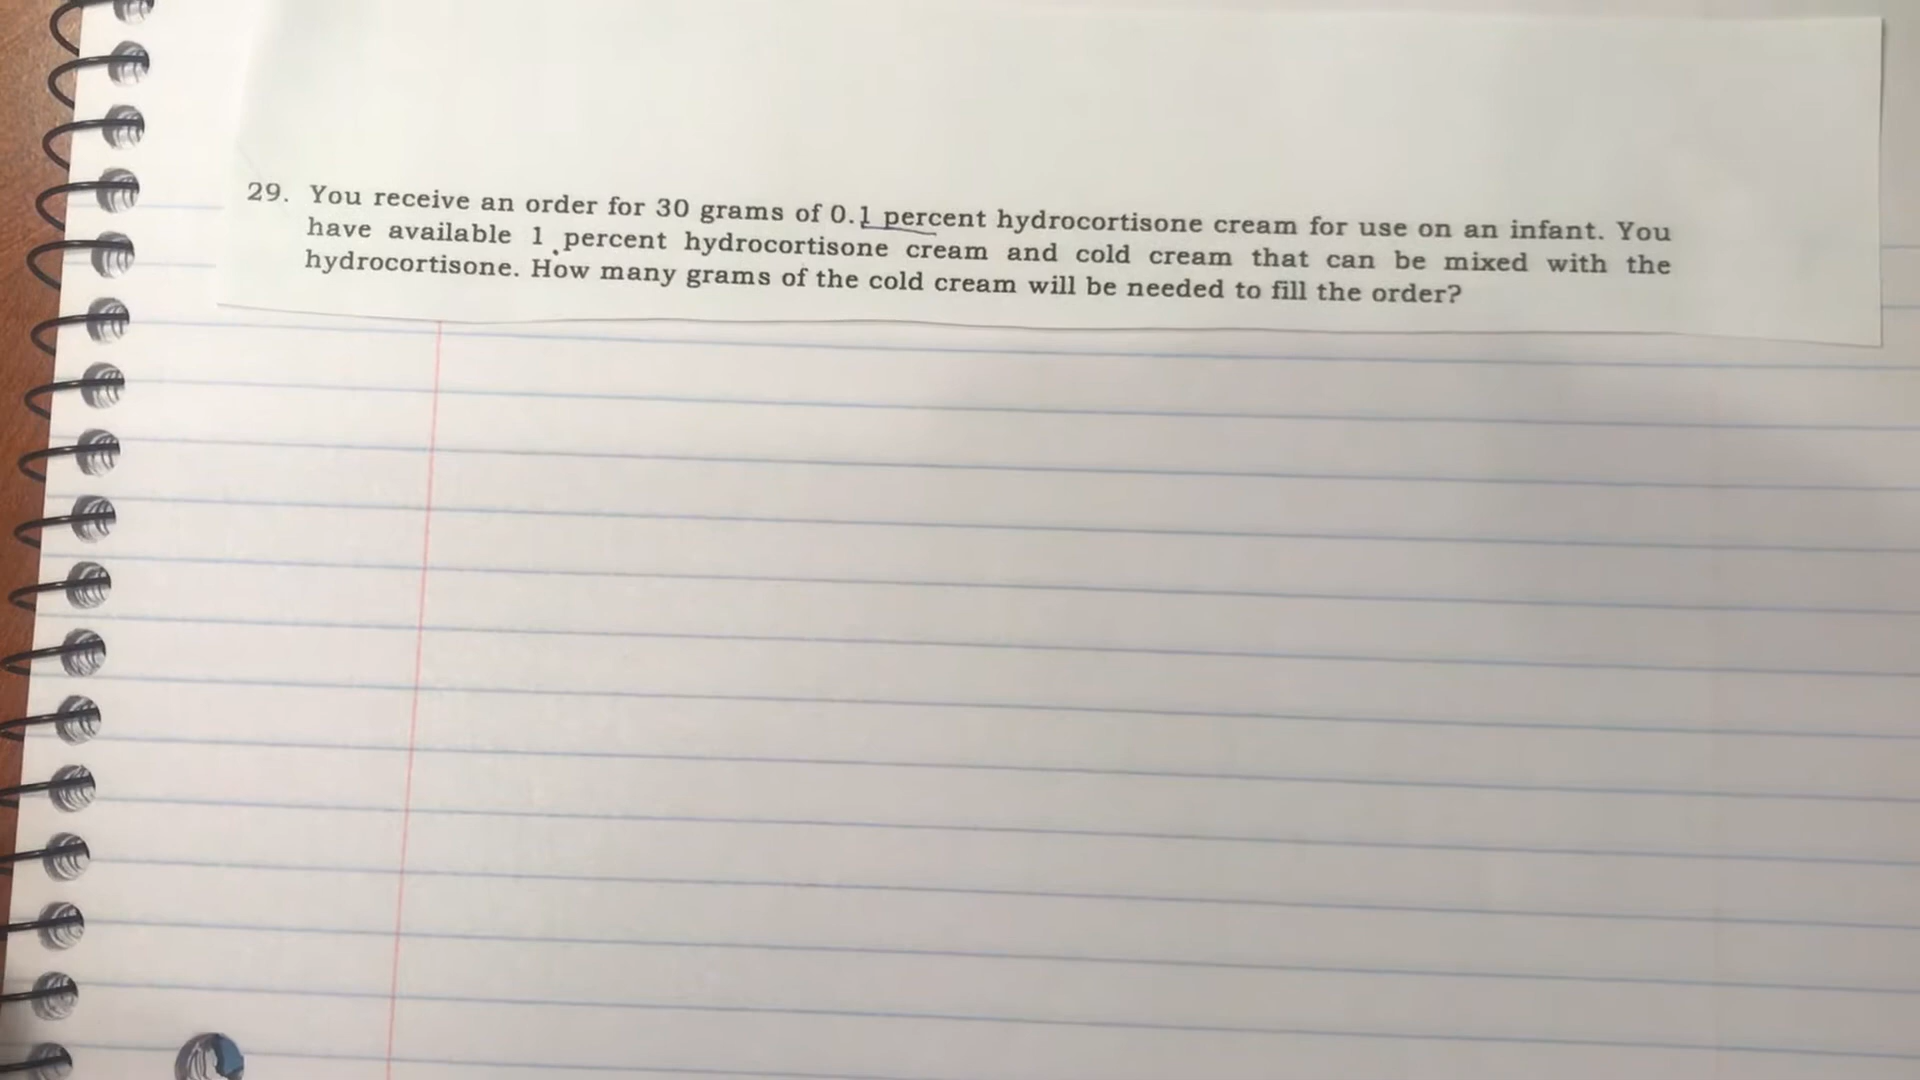 29. You receive an order for 30 grams of 0.1 percent hydrocortisone cream for use on an infant. You
have available 1 percent hydrocortisone cream and cold cream that can be mixed with the
hydrocortisone. How many grams of the cold cream will be needed to fill the order?